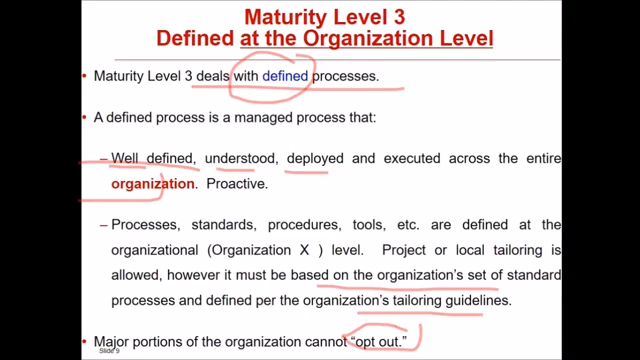 Maturity Level 3
Defined at the Organization Level
• Maturity Level 3 deals with defined processes.
• A defined process is a managed process that:
– Well defined, understood, deployed and executed across the entire
organization. Proactive.
– Processes, standards, procedures, tools, etc. are defined at the
organizational (Organization X ) level. Project or local tailoring is
allowed, however it must be based on the organization's set of standard
processes and defined per the organization's tailoring guidelines.
• Major portions of the organization cannot "opt out."
Slide 9